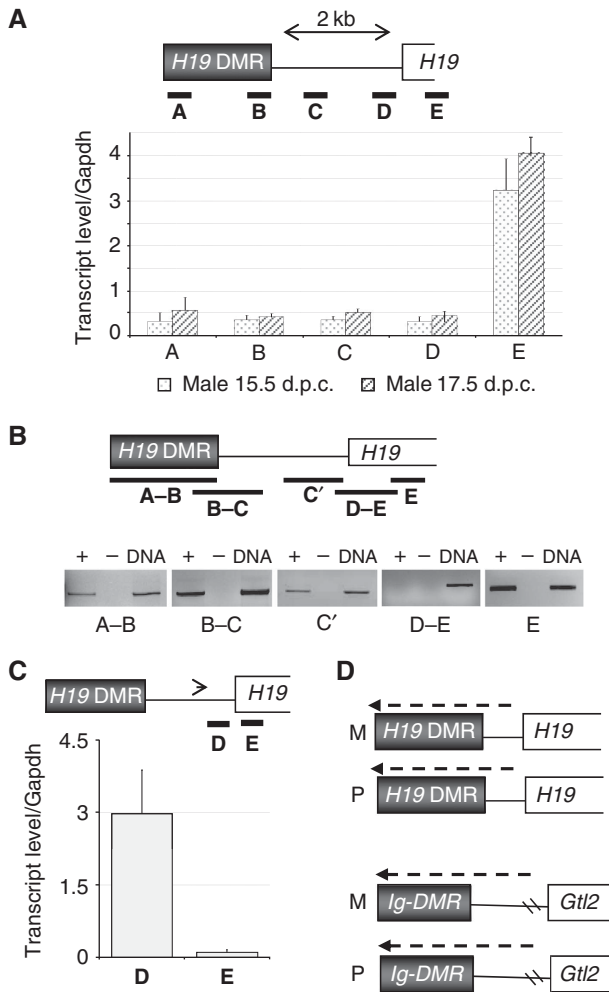 A
2 kb
H19 DMR
H19
A B C D E
Transcript level/Gapdh
4
3
2
1
0
A B C D E
Male 15.5 d.p.c. Male 17.5 d.p.c.
B
H19 DMR
H19
A–B
B–C
C′
D–E
E
+ − DNA + − DNA + − DNA + − DNA + − DNA
A–B B–C C′ D–E E
C
H19 DMR
H19
D E
Transcript level/Gapdh
4.5
3
1.5
0
D E
D
M
H19 DMR
H19
P
H19 DMR
H19
M
Ig-DMR
Gtl2
P
Ig-DMR
Gtl2